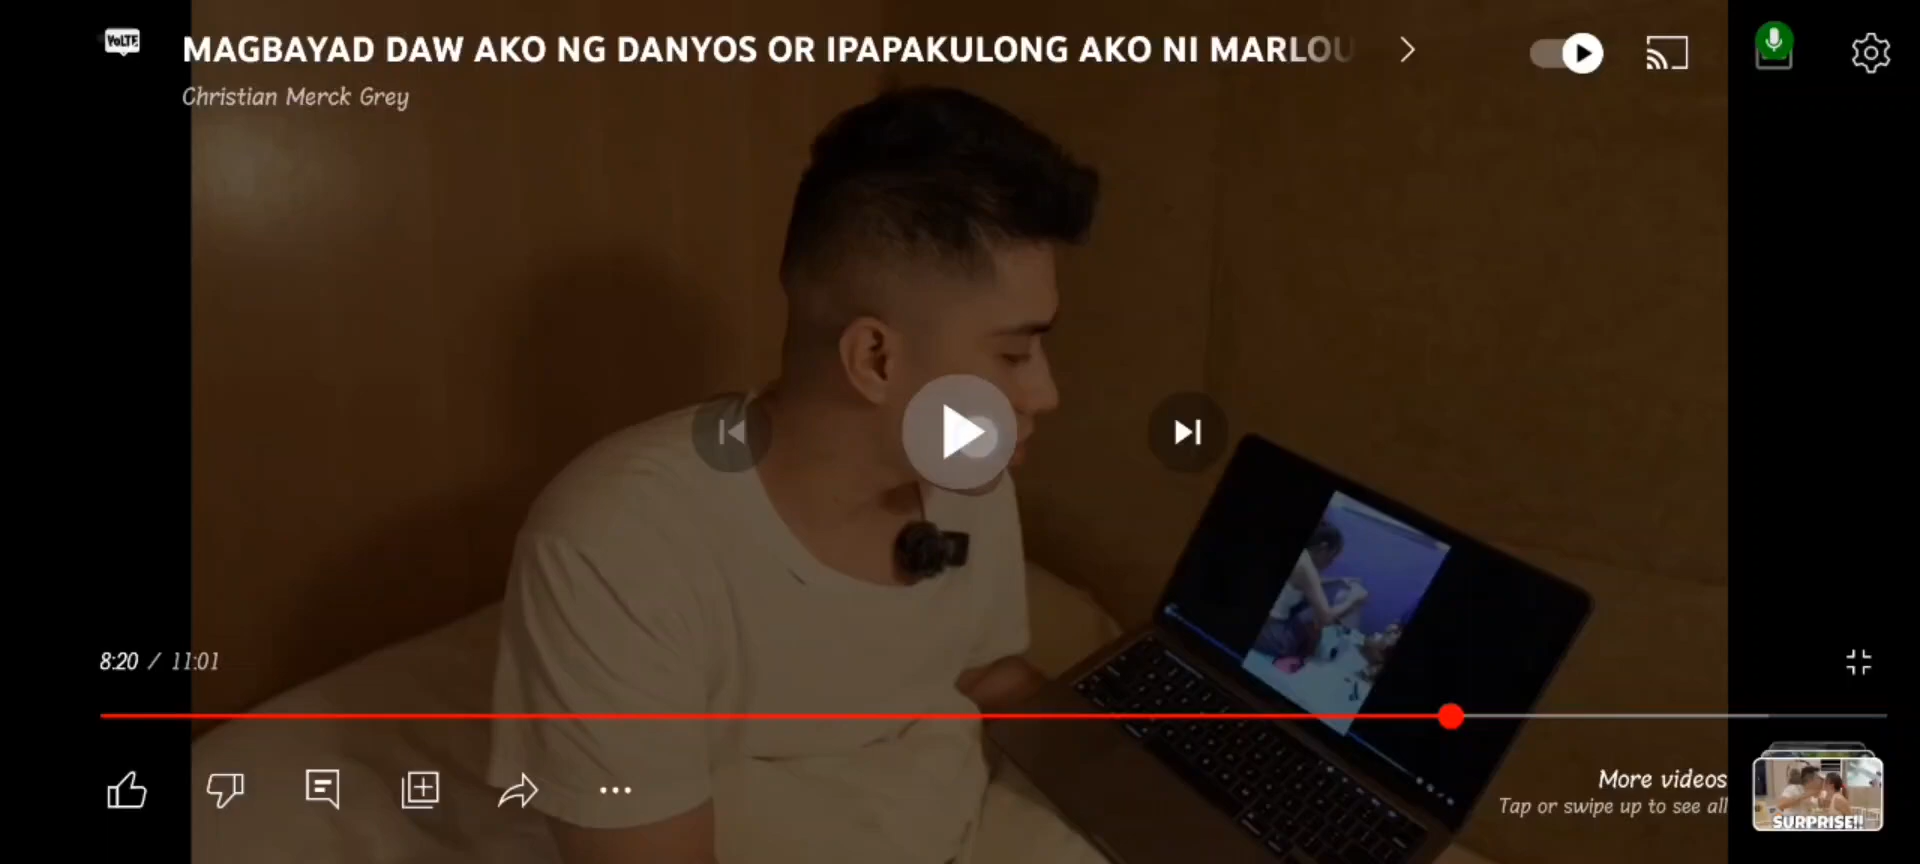 VoLTE
MAGBAYAD DAW AKO NG DANYOS OR IPAPAKULONG AKO NI MARLOU
Christian Merck Grey
8:20 / 11:01
More videos
Tap or swipe up to see all
SURPRISE!!